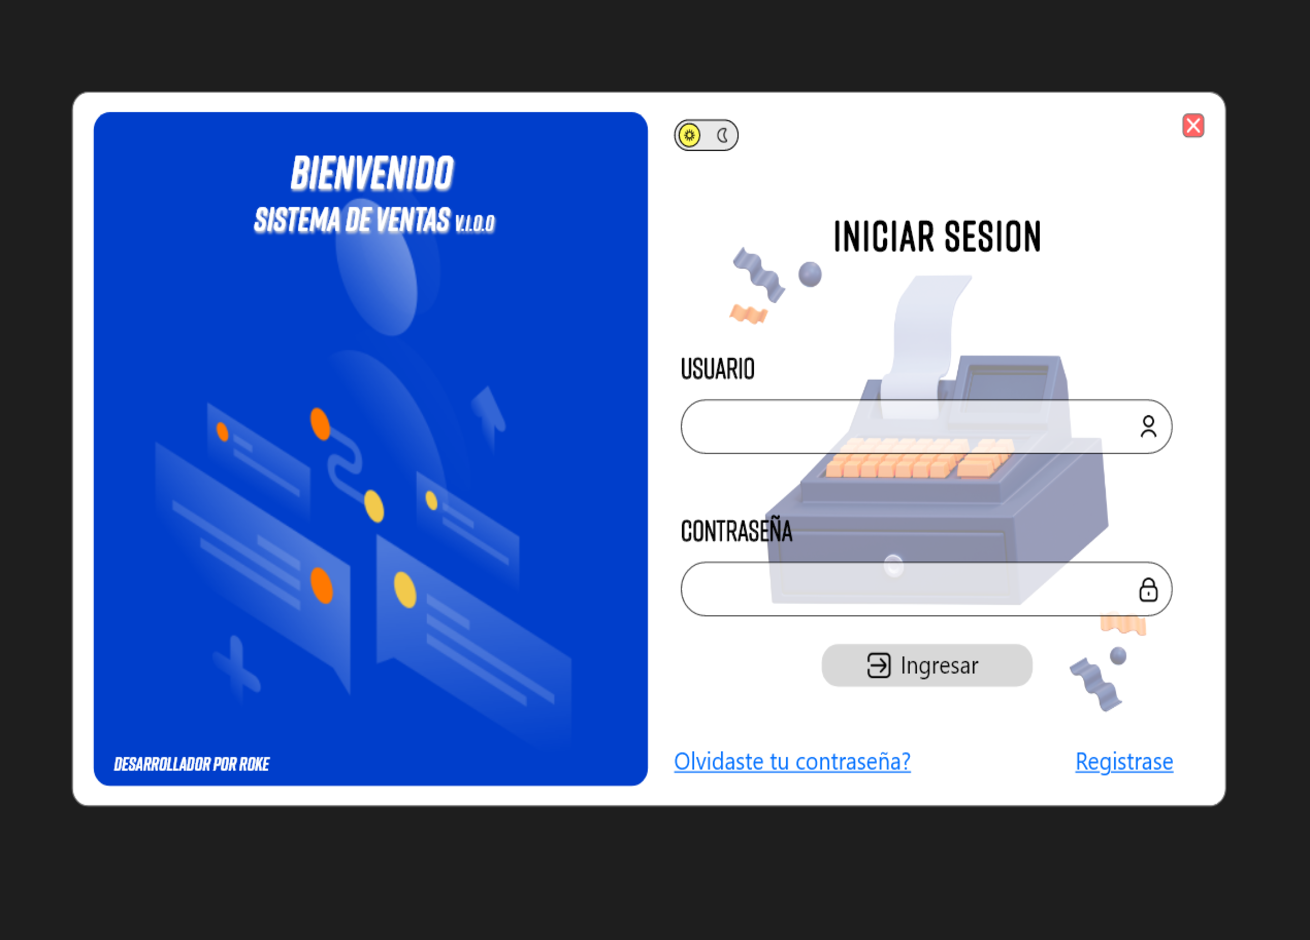 BIENVENIDO
SISTEMA DE VENTAS V.1.0.0
DESARROLLADOR POR ROKE
INICIAR SESION
USUARIO
CONTRASEÑA
Ingresar
Olvidaste tu contraseña?
Registrase